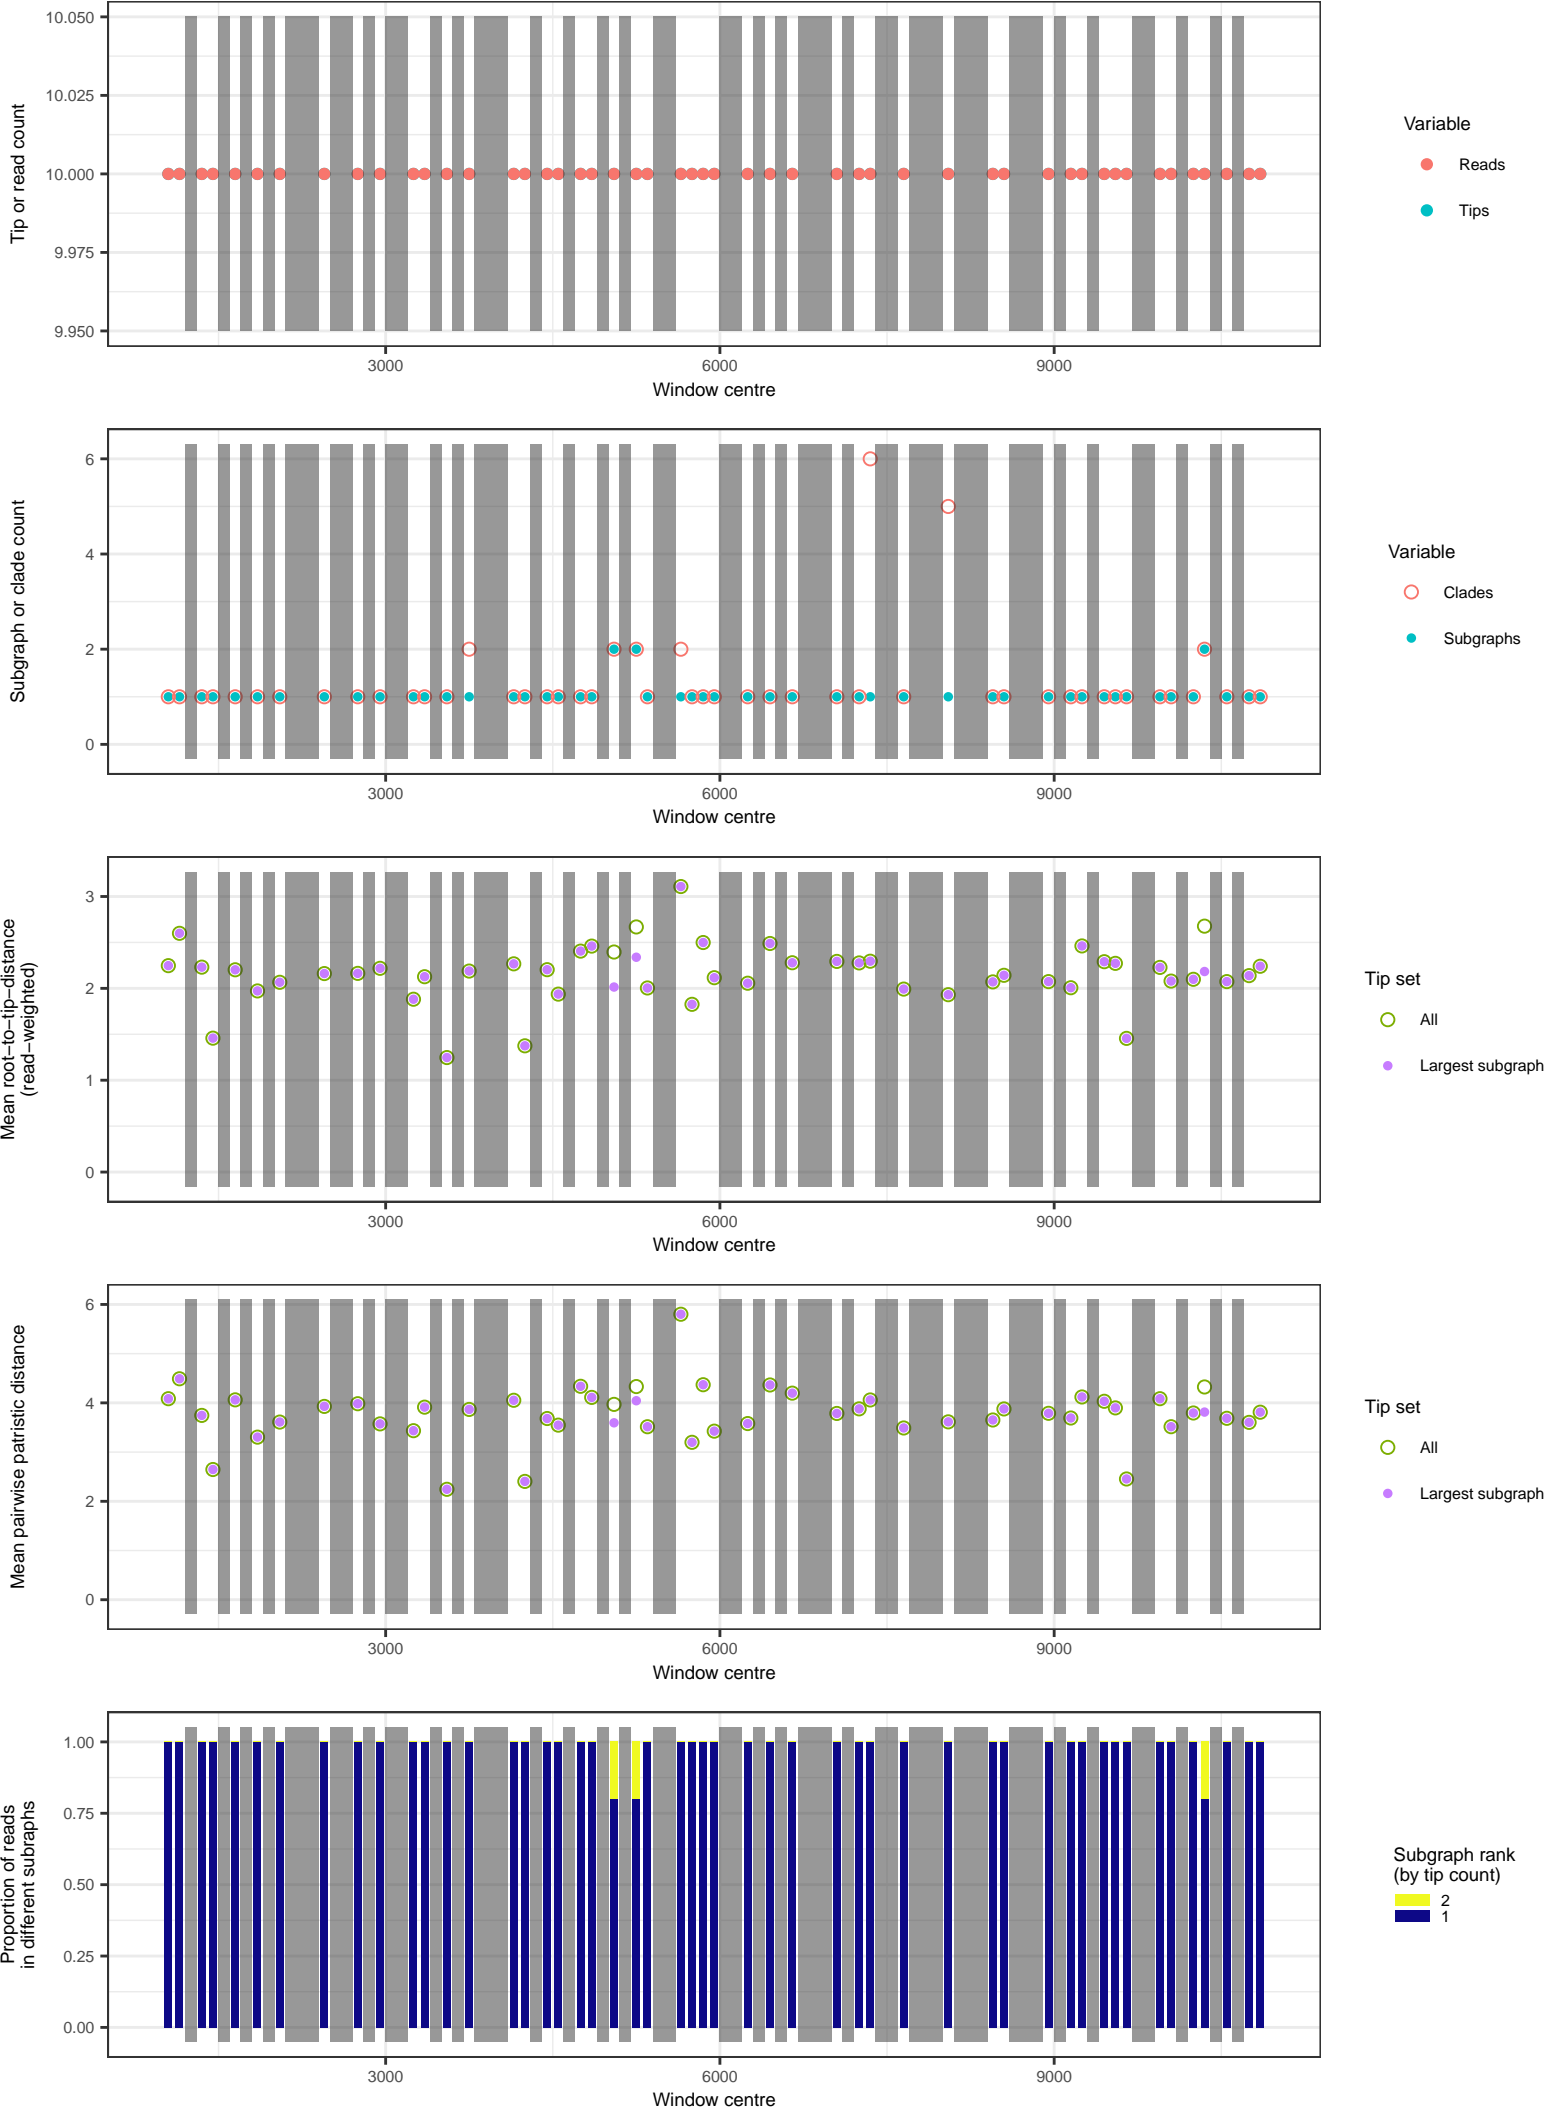 10.050
10.025
10.000
9.975
9.950
Tip or read count
3000
6000
9000
Window centre
Variable
Reads
Tips
6
4
2
0
Subgraph or clade count
3000
6000
9000
Window centre
Variable
Clades
Subgraphs
3
2
1
0
Mean root−to−tip−distance
(read−weighted)
3000
6000
9000
Window centre
Tip set
All
Largest subgraph
6
4
2
0
Mean pairwise patristic distance
3000
6000
9000
Window centre
Tip set
All
Largest subgraph
1.00
0.75
0.50
0.25
0.00
Proportion of reads
in different subraphs
3000
6000
9000
Window centre
Subgraph rank
(by tip count)
2
1